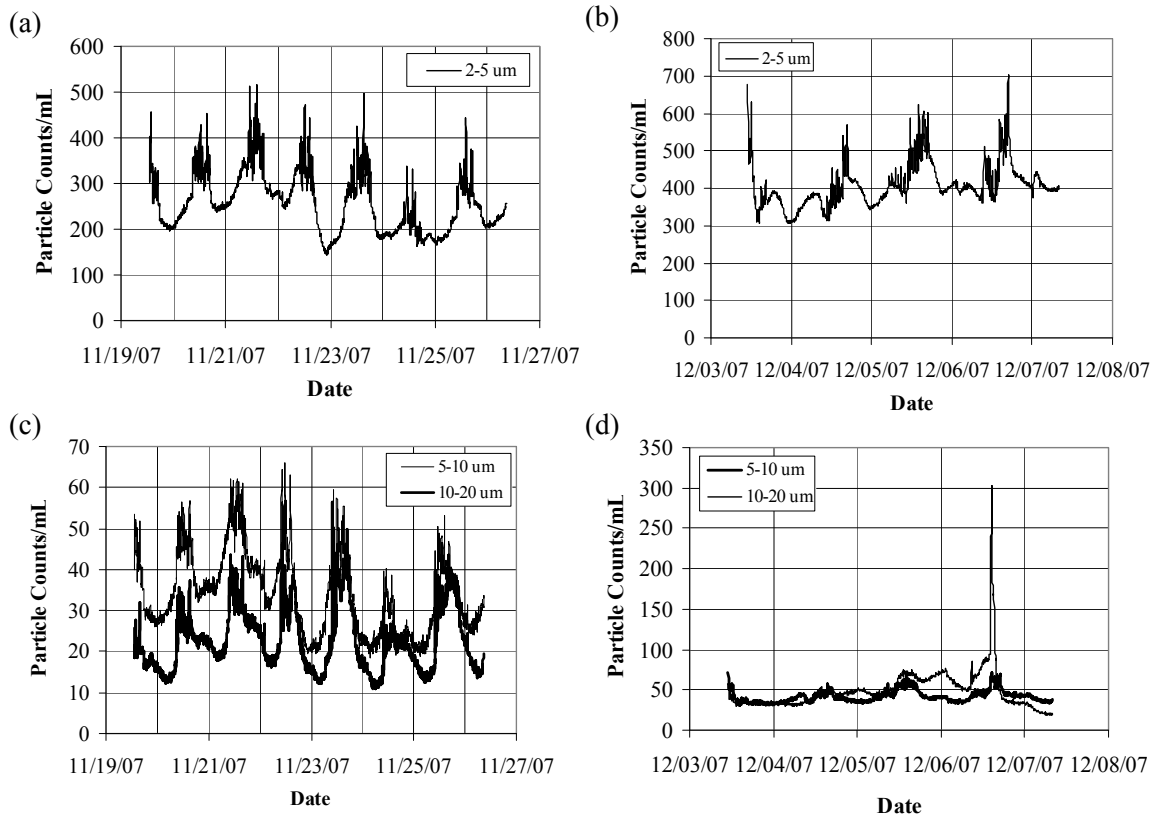 (a)
600
500
400
300
200
100
0
Particle Counts/mL
2-5 um
11/19/07 11/21/07 11/23/07 11/25/07 11/27/07
Date
(b)
800
700
600
500
400
300
200
100
0
Particle Counts/mL
2-5 um
12/03/07 12/04/07 12/05/07 12/06/07 12/07/07 12/08/07
Date
(c)
70
60
50
40
30
20
10
0
Particle Counts/mL
5-10 um
10-20 um
11/19/07 11/21/07 11/23/07 11/25/07 11/27/07
Date
(d)
350
300
250
200
150
100
50
0
Particle Counts/mL
5-10 um
10-20 um
12/03/07 12/04/07 12/05/07 12/06/07 12/07/07 12/08/07
Date